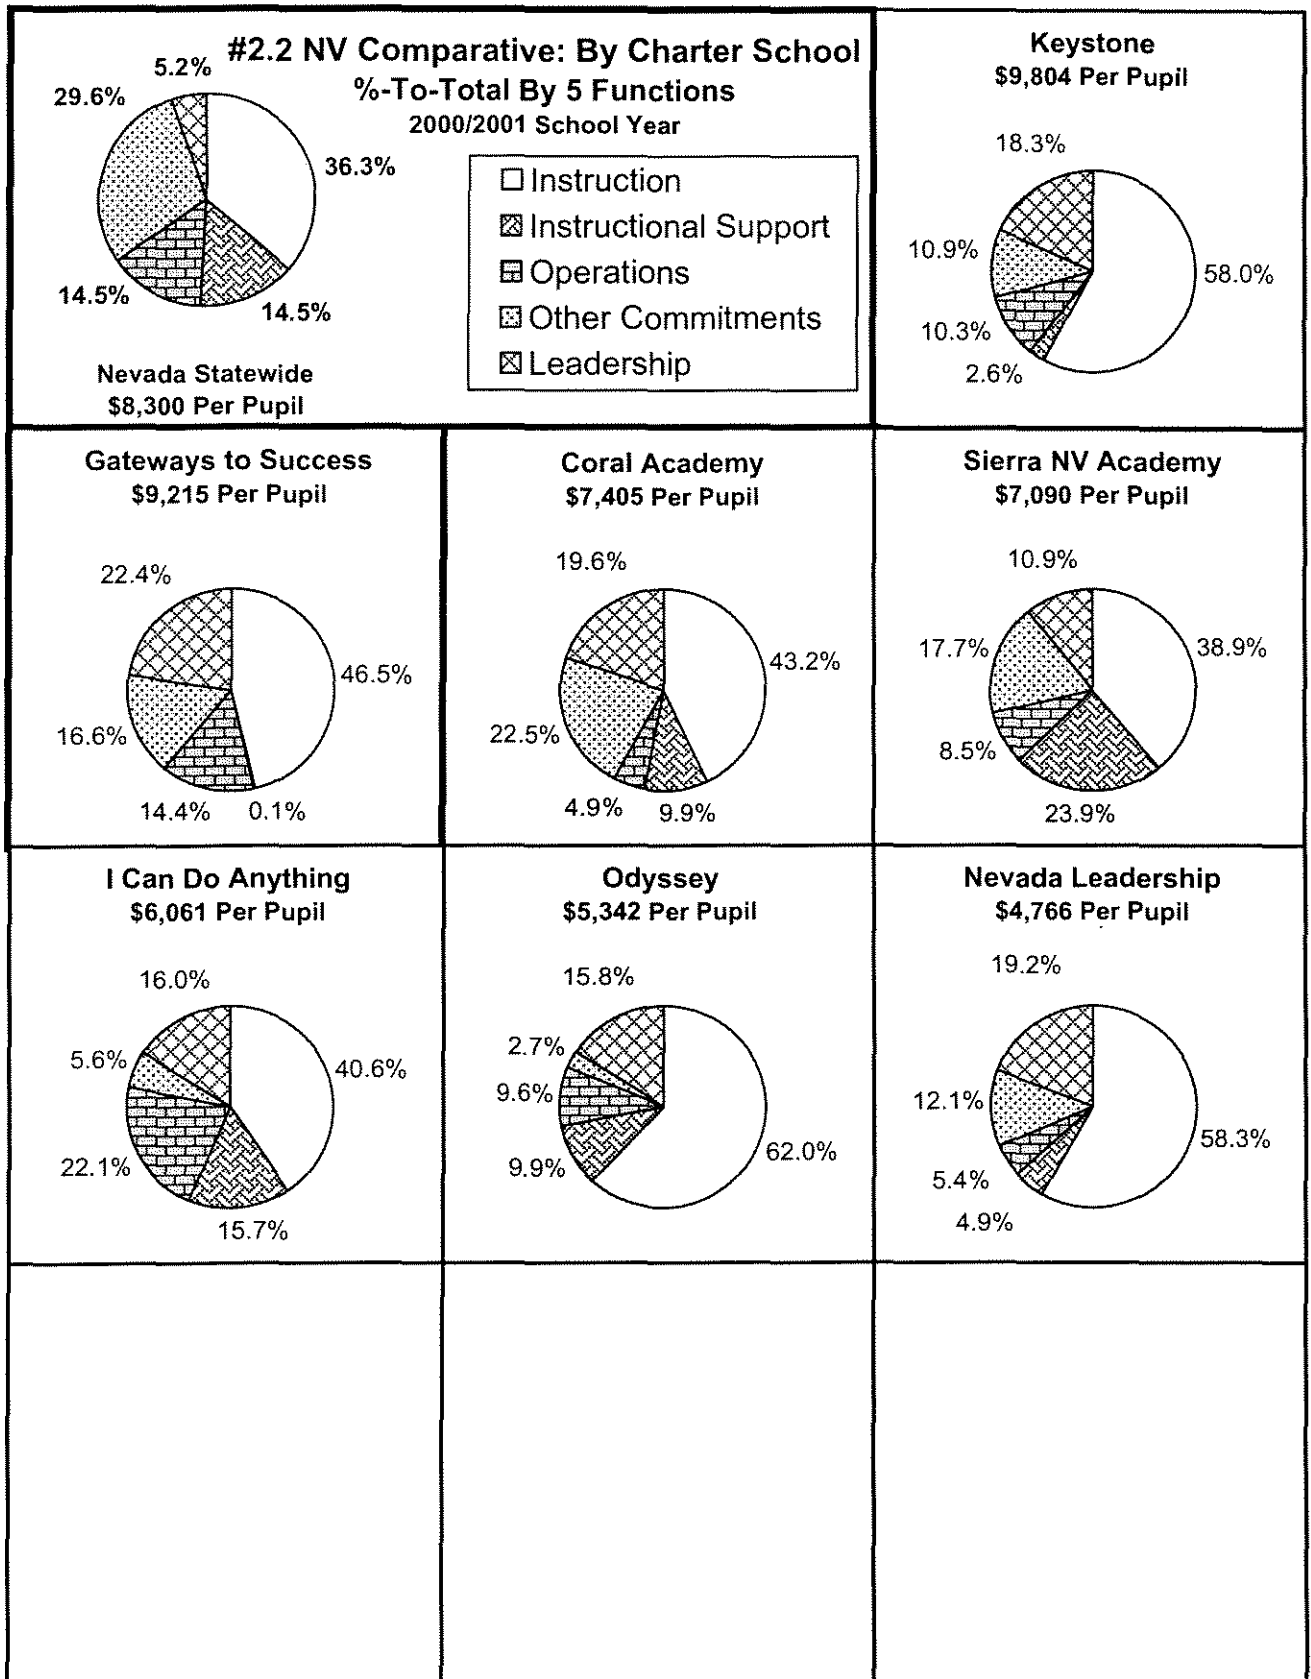 #2.2 NV Comparative: By Charter School
%-To-Total By 5 Functions
2000/2001 School Year
5.2%
29.6%
36.3%
14.5%
14.5%
Nevada Statewide
$8,300 Per Pupil
Instruction
Instructional Support
Operations
Other Commitments
Leadership
Keystone
$9,804 Per Pupil
18.3%
10.9%
58.0%
10.3%
2.6%
Gateways to Success
$9,215 Per Pupil
22.4%
46.5%
16.6%
14.4%
0.1%
Coral Academy
$7,405 Per Pupil
19.6%
43.2%
22.5%
4.9%
9.9%
Sierra NV Academy
$7,090 Per Pupil
10.9%
17.7%
38.9%
8.5%
23.9%
I Can Do Anything
$6,061 Per Pupil
16.0%
5.6%
40.6%
22.1%
15.7%
Odyssey
$5,342 Per Pupil
15.8%
2.7%
9.6%
62.0%
9.9%
Nevada Leadership
$4,766 Per Pupil
19.2%
12.1%
58.3%
5.4%
4.9%